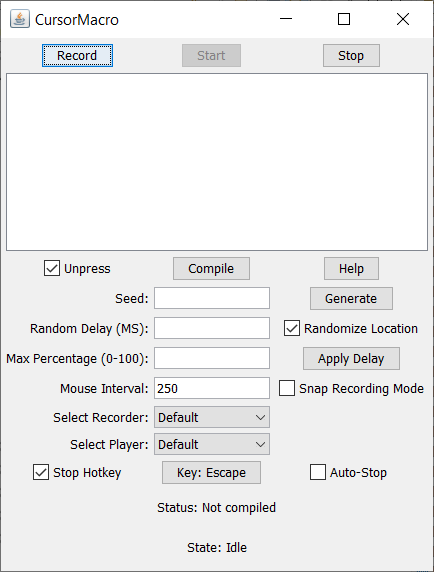 CursorMacro
Record Start Stop
Unpress Compile Help
Seed: Generate
Random Delay (MS): Randomize Location
Max Percentage (0-100): Apply Delay
Mouse Interval: 250 Snap Recording Mode
Select Recorder: Default
Select Player: Default
Stop Hotkey Key: Escape Auto-Stop
Status: Not compiled
State: Idle